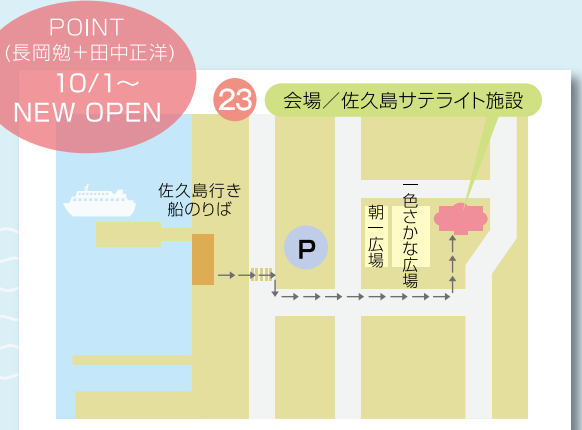 POINT
(長岡勉＋田中正洋)
10/1〜
NEW OPEN
23
会場／佐久島サテライト施設
佐久島行き
船のりば
P
朝一広場
一色さかな広場